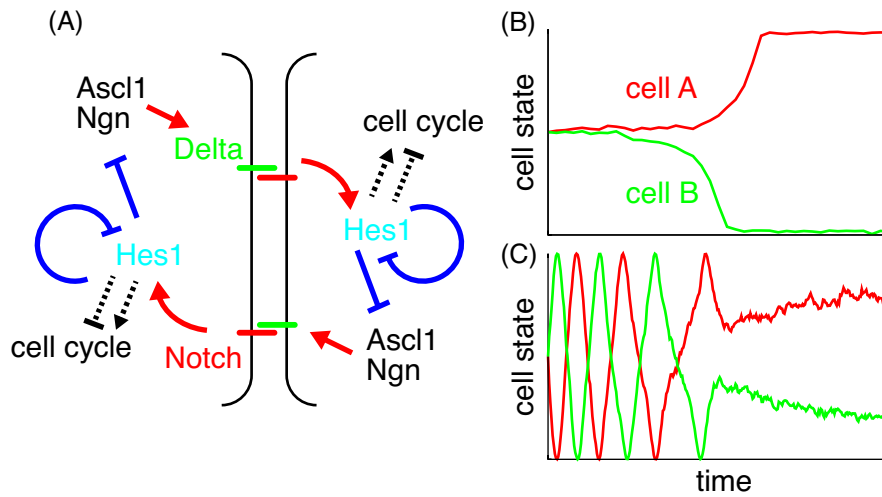 (A)
Ascl1
Ngn
Delta
Hes1
cell cycle
Notch
cell cycle
Hes1
Ascl1
Ngn
(B)
cell state
cell A
cell B
(C)
cell state
time